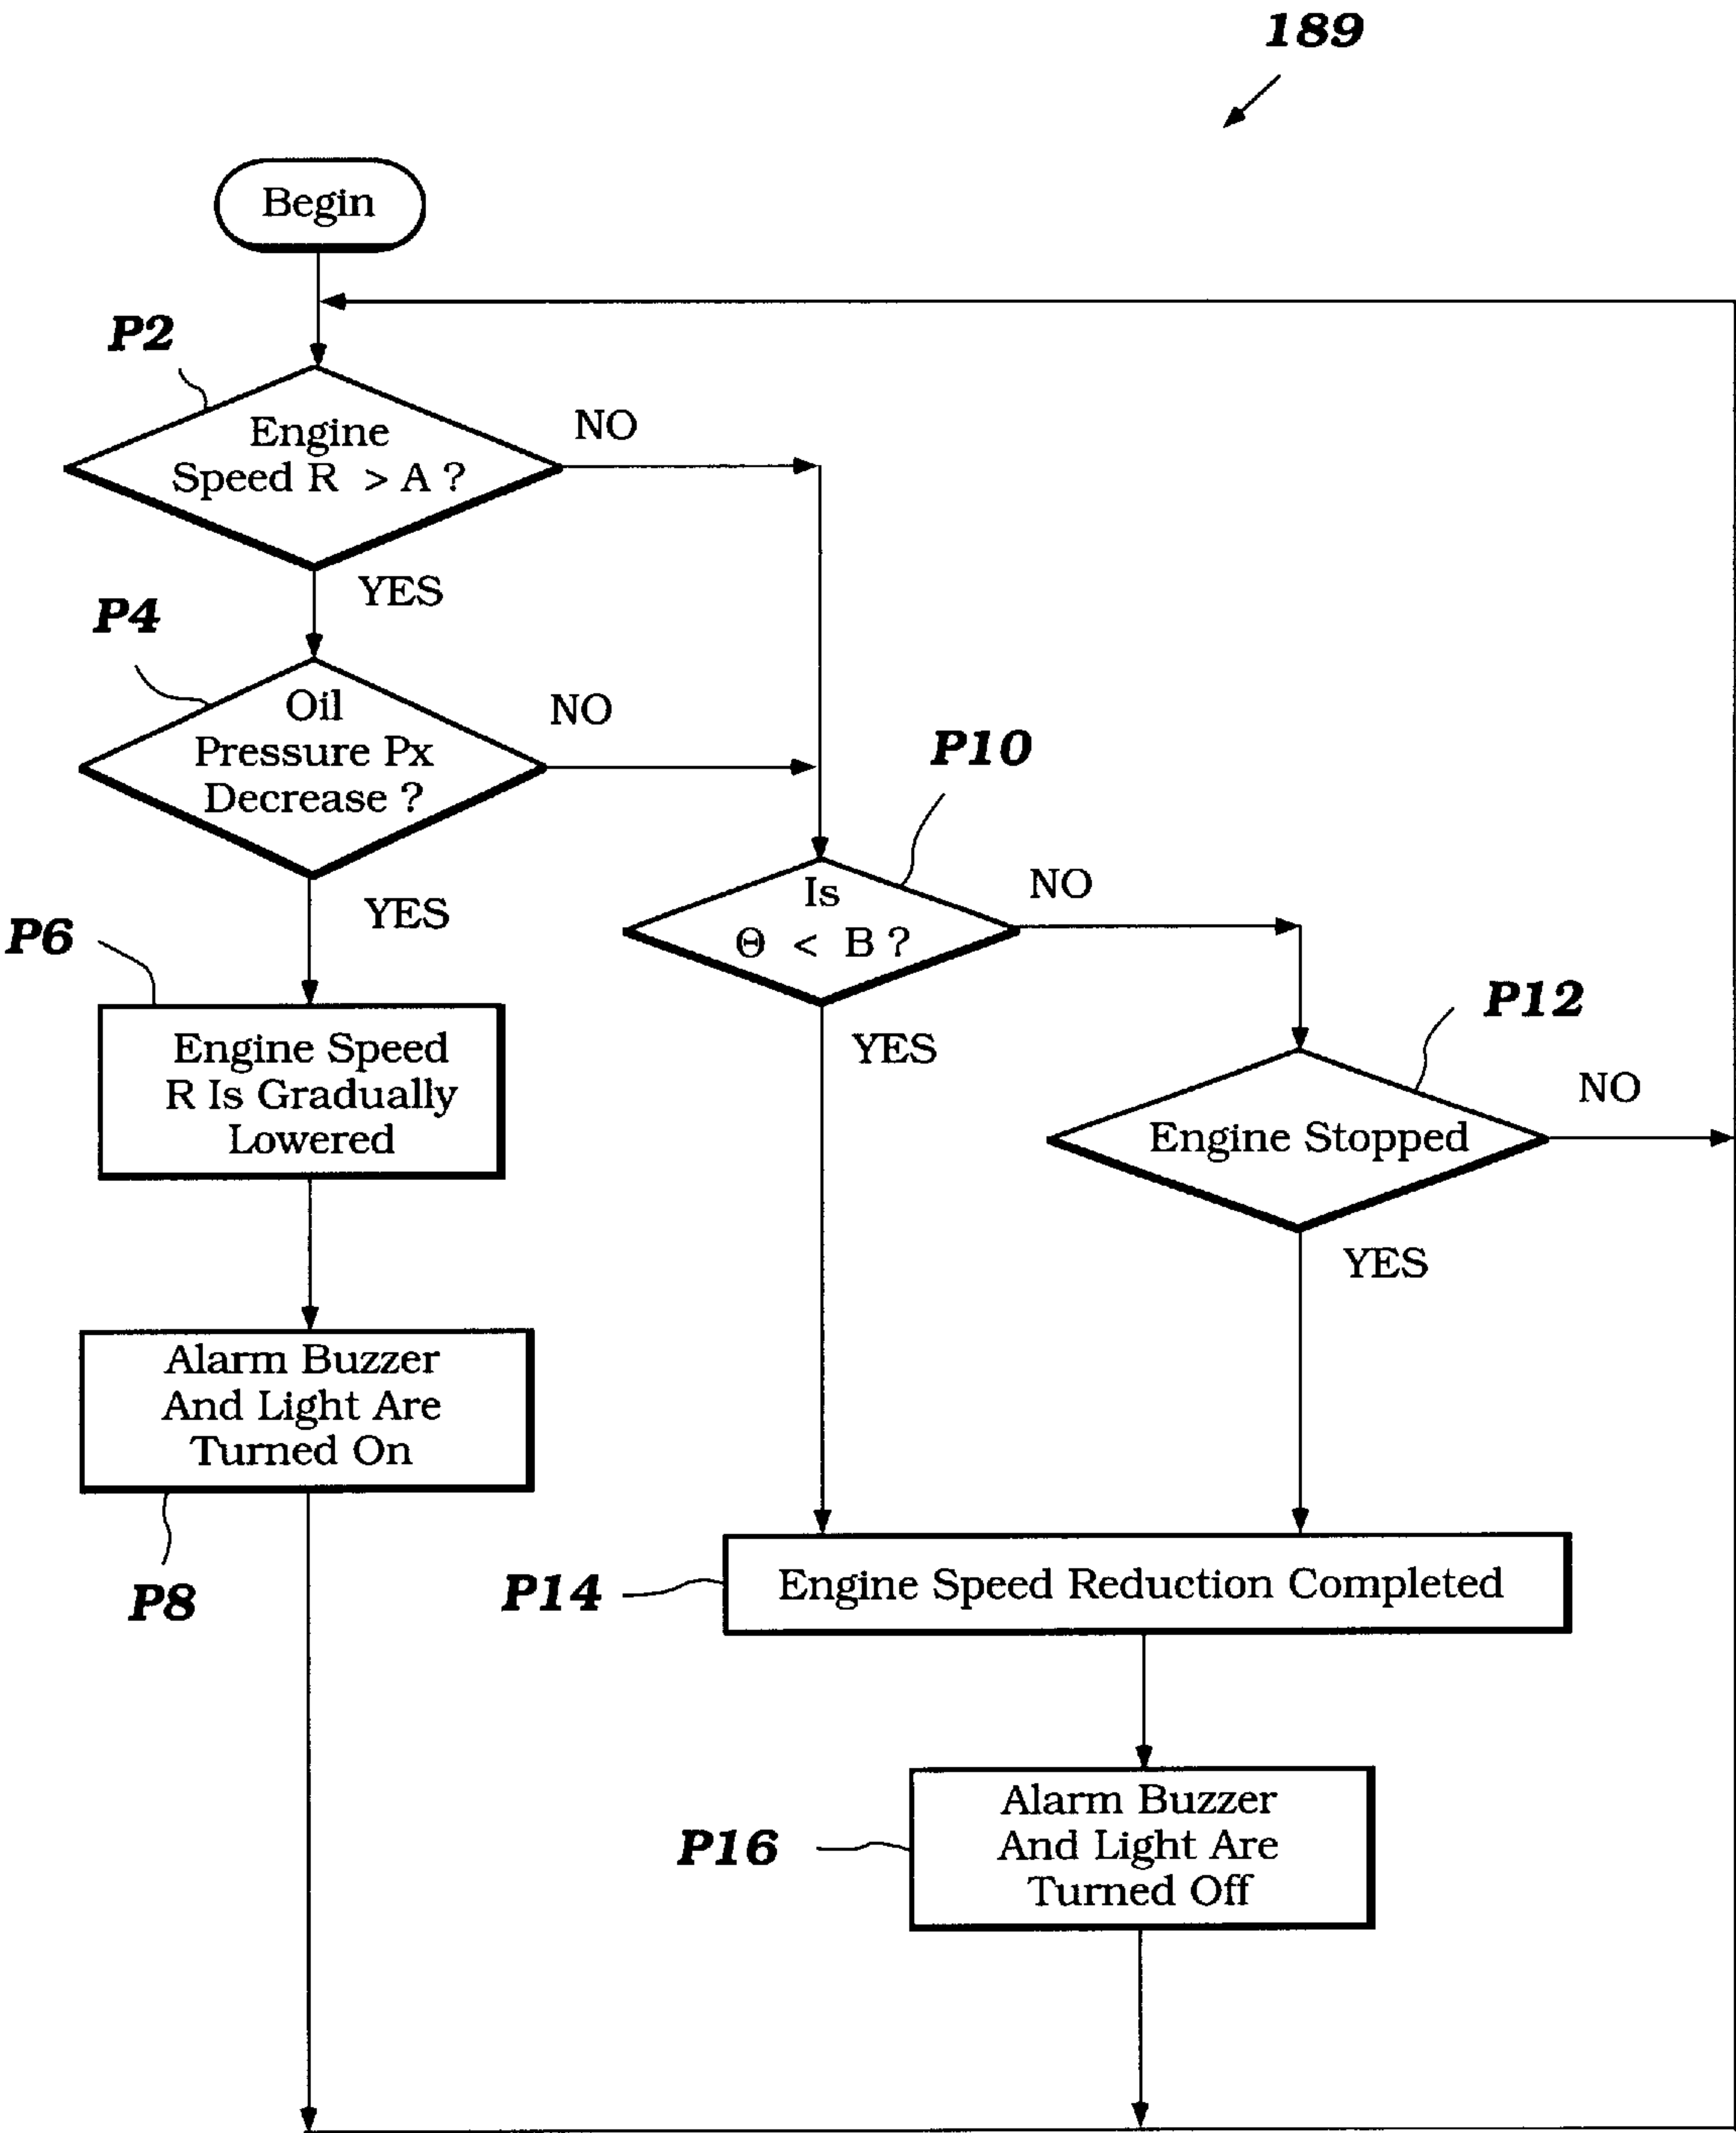 189
Begin
P2
Engine
Speed R > A ?
NO
YES
P4
Oil
Pressure Px
Decrease ?
NO
YES
P10
Is
Θ < B ?
NO
YES
P6
Engine Speed
R Is Gradually
Lowered
P12
Engine Stopped
NO
YES
Alarm Buzzer
And Light Are
Turned On
P8
P14
Engine Speed Reduction Completed
P16
Alarm Buzzer
And Light Are
Turned Off